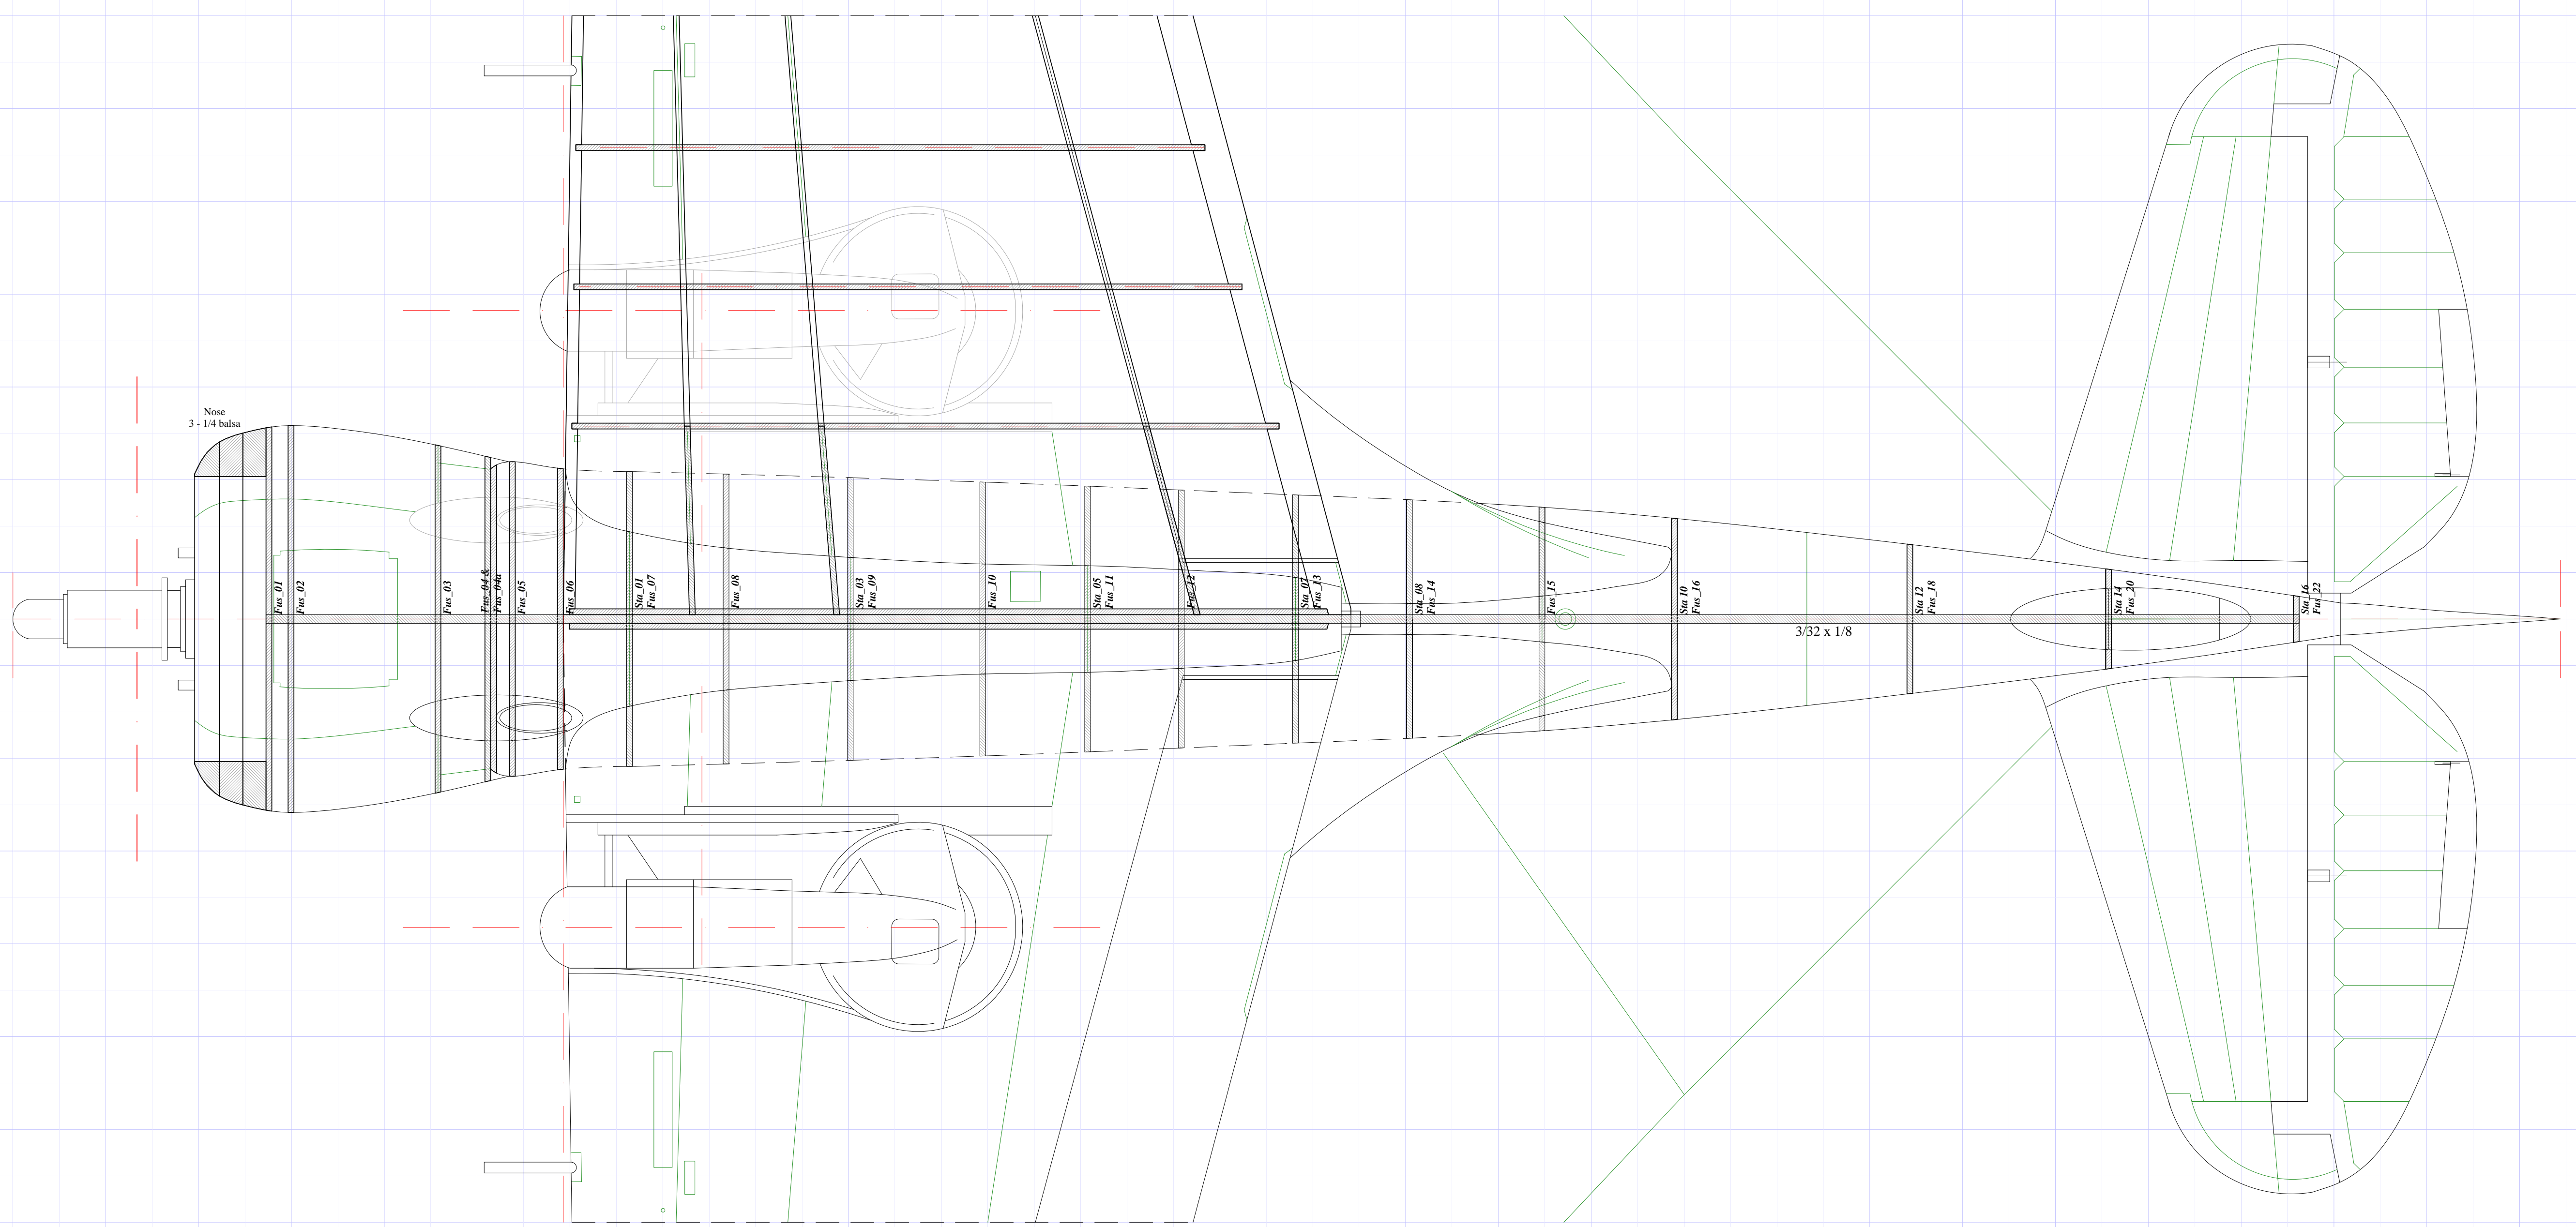 Nose
3 - 1/4 balsa
Fus_01
Fus_02
Fus_03
Fus_04 &
Fus_04a
Fus_05
Fus_06
Sta_01
Fus_07
Fus_08
Sta_03
Fus_09
Fus_10
Sta_05
Fus_11
Fus_12
Sta_07
Fus_13
Sta_08
Fus_14
Fus_15
Sta 10
Fus_16
3/32 x 1/8
Sta 12
Fus_18
Sta 14
Fus_20
Sta_16
Fus_22